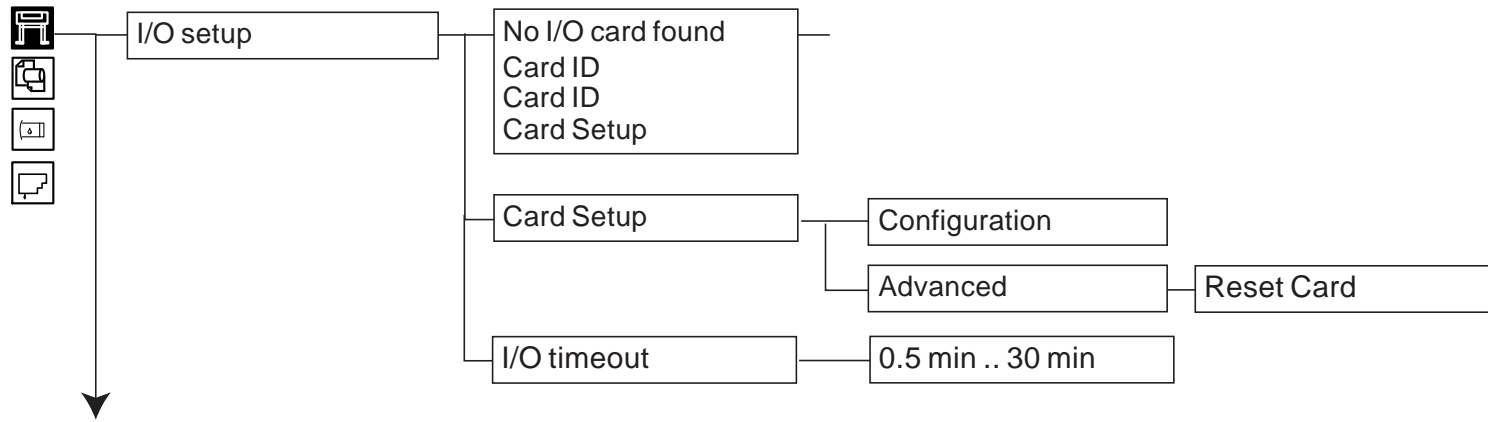 I/O setup
No I/O card found
Card ID
Card ID
Card Setup
Card Setup
Configuration
Advanced
Reset Card
I/O timeout
0.5 min .. 30 min